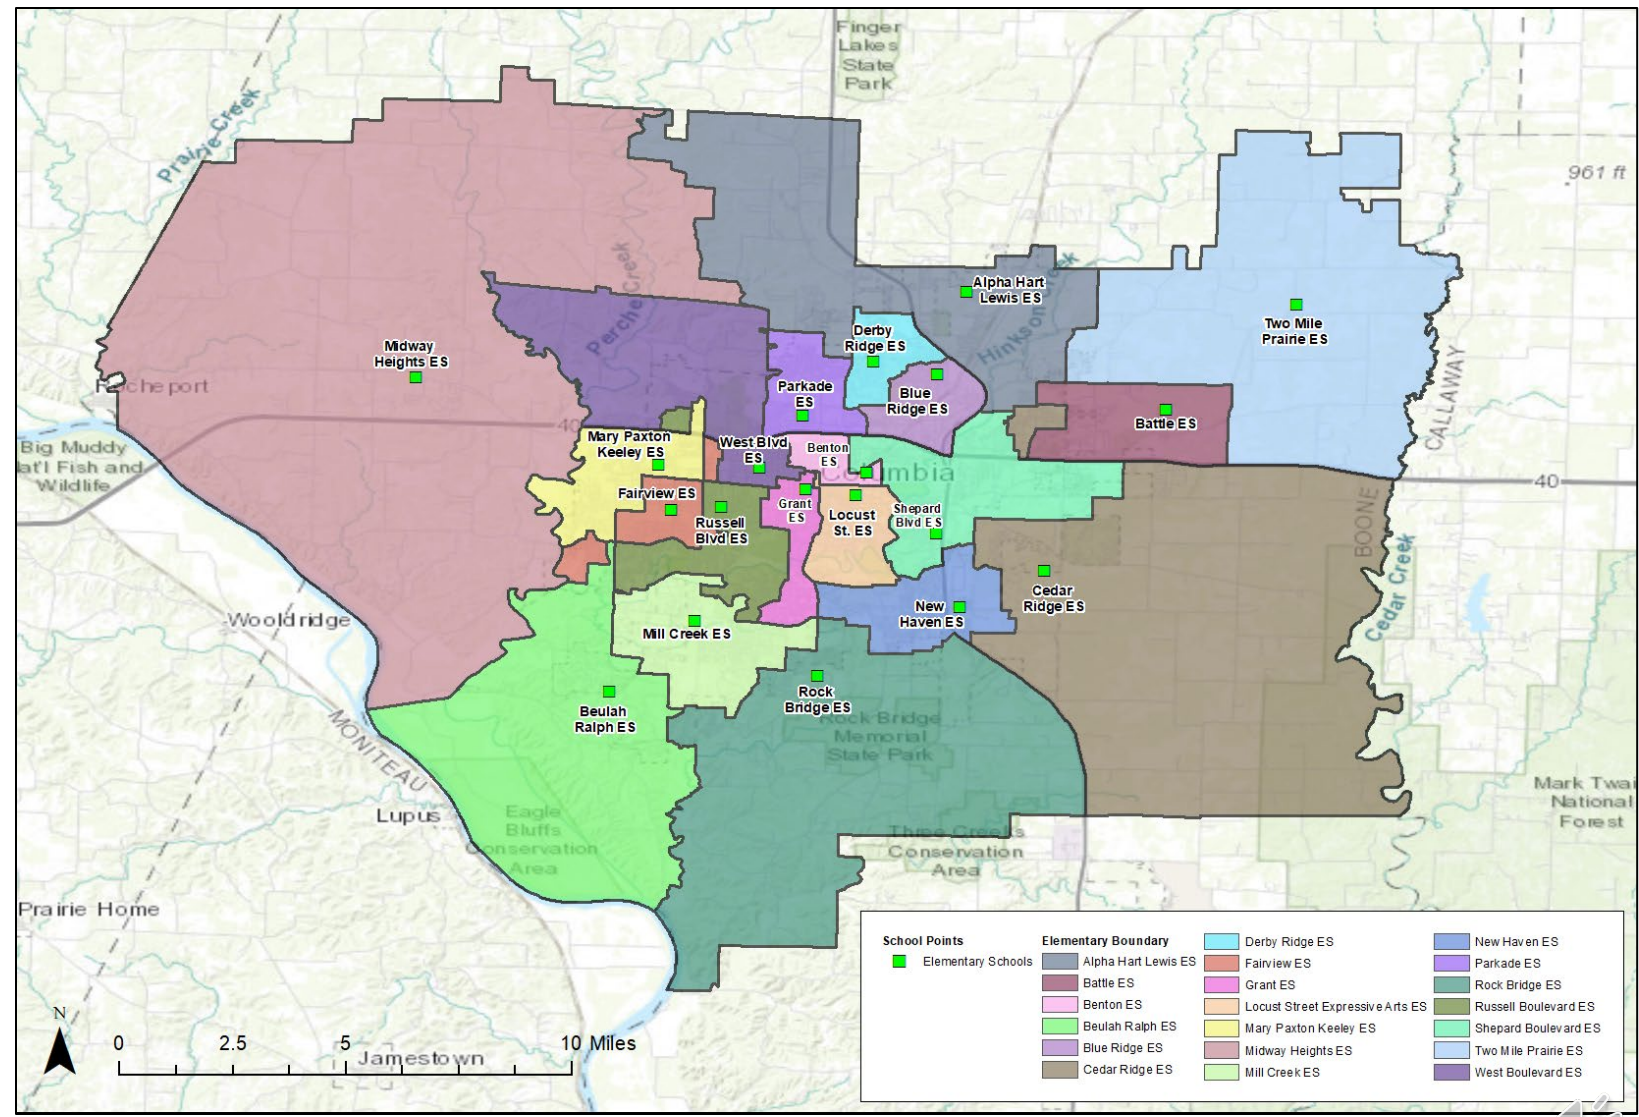 Finger
Lakes
State
Park
Prairie Creek
961 ft
Perche Creek
Hinkson Creek
Alpha Hart
Lewis ES
Two Mile
Prairie ES
Derby
Ridge ES
Midway
Heights ES
Rocheport
Parkade
ES
Blue
Ridge ES
Battle ES
CALLAWAY
40
Big Muddy
Nat'l Fish and
Wildlife
Mary Paxton
Keeley ES
West Blvd
ES
Benton
ES
Columbia
40
Fairview ES
Russell
Blvd ES
Grant
ES
Locust
St. ES
Shepard
Blvd ES
BOONE
Cedar Creek
Cedar
Ridge ES
New
Haven ES
Wooldridge
Mill Creek ES
Rock
Bridge ES
Beulah
Ralph ES
Rock Bridge
Memorial
State Park
MONITEAU
Lupus
Eagle
Bluffs
Conservation
Area
Three Creeks
Conservation
Area
Mark Twai
National
Forest
Prairie Home
N
0 2.5 5 10 Miles
Jamestown
School Points
Elementary Schools
Elementary Boundary
Alpha Hart Lewis ES
Battle ES
Benton ES
Beulah Ralph ES
Blue Ridge ES
Cedar Ridge ES
Derby Ridge ES
Fairview ES
Grant ES
Locust Street Expressive Arts ES
Mary Paxton Keeley ES
Midway Heights ES
Mill Creek ES
New Haven ES
Parkade ES
Rock Bridge ES
Russell Boulevard ES
Shepard Boulevard ES
Two Mile Prairie ES
West Boulevard ES